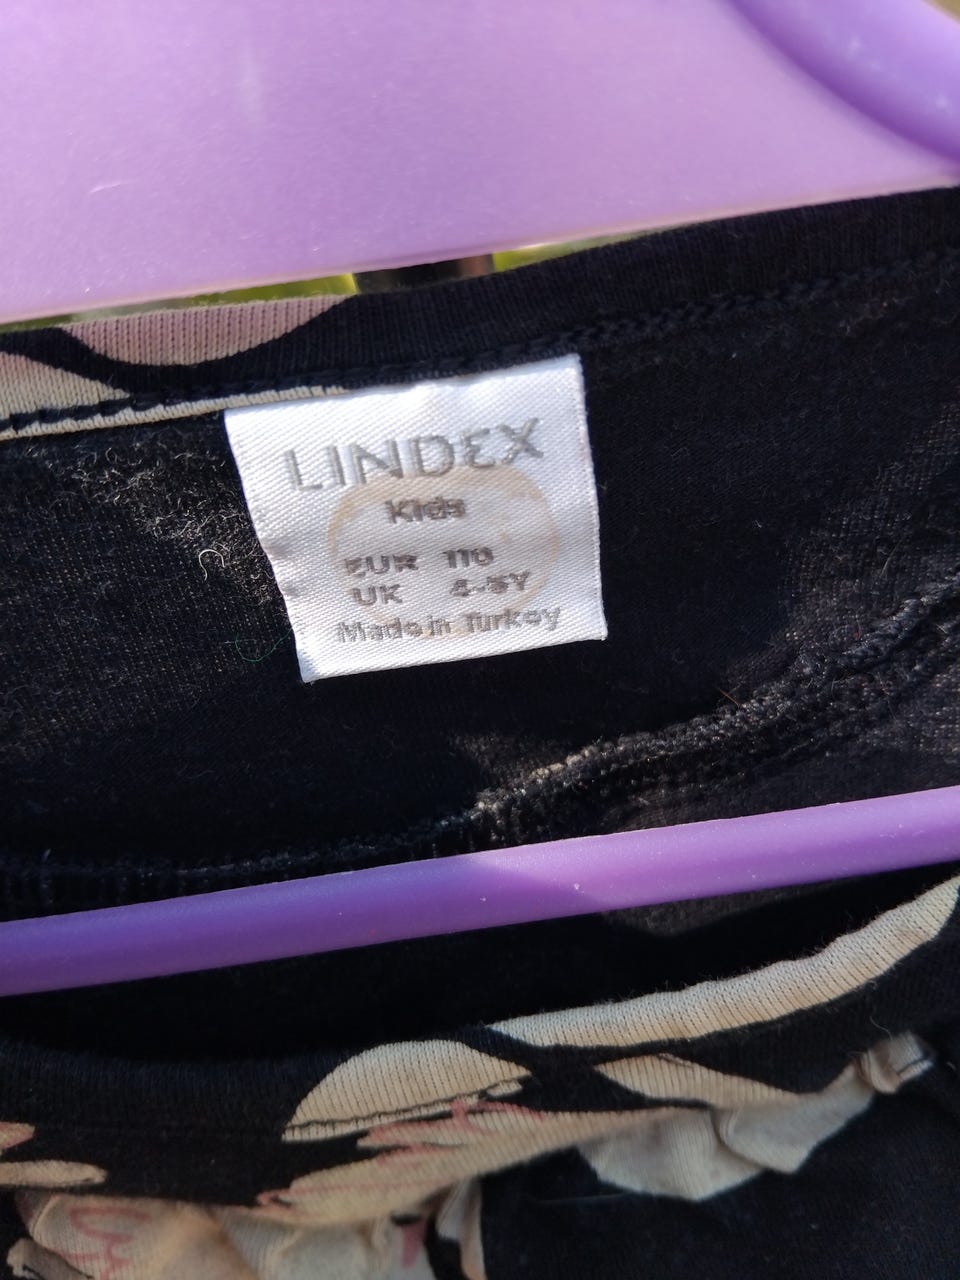 LINDEX
Kids
EUR 110
UK 4-5Y
Made in Turkey